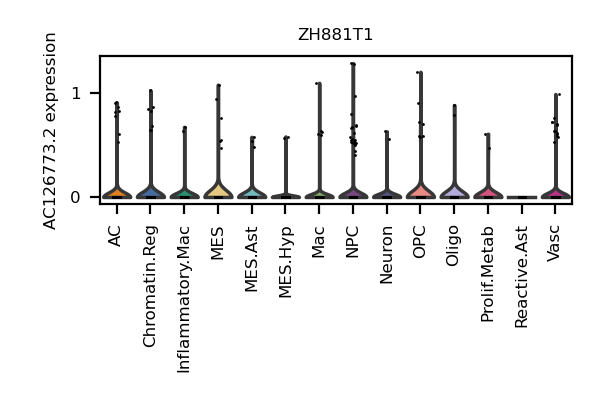 ZH881T1
AC126773.2 expression
1
0
AC
Chromatin.Reg
Inflammatory.Mac
MES
MES.Ast
MES.Hyp
Mac
NPC
Neuron
OPC
Oligo
Prolif.Metab
Reactive.Ast
Vasc